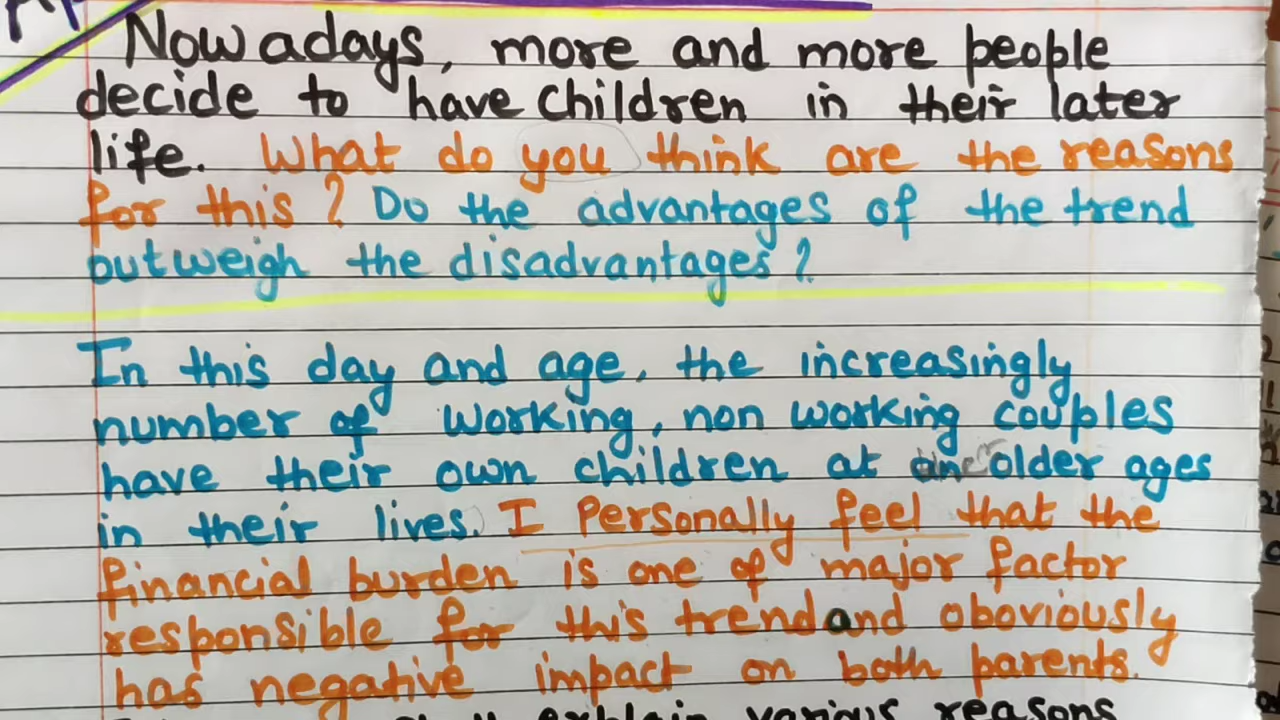 Nowadays, more and more people
decide to have children in their later
life. What do you think are the reasons
for this? Do the advantages of the trend
outweigh the disadvantages?
In this day and age, the increasingly
number of working, non working couples
have their own children at older ages
in their lives. I Personally feel that the
financial burden is one of major factor
responsible for this trend and oboviously
has negative impact on both parents.
explain various reasons